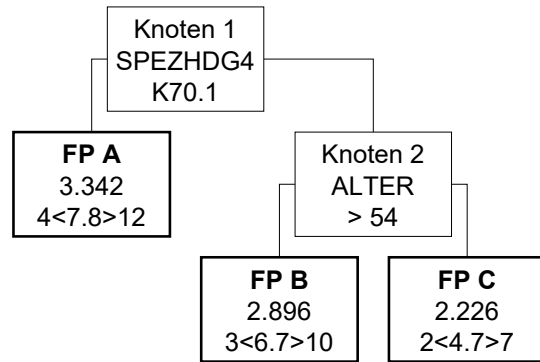 Knoten 1
SPEZHDG4
K70.1
FP A
3.342
4<7.8>12
Knoten 2
ALTER
> 54
FP B
2.896
3<6.7>10
FP C
2.226
2<4.7>7